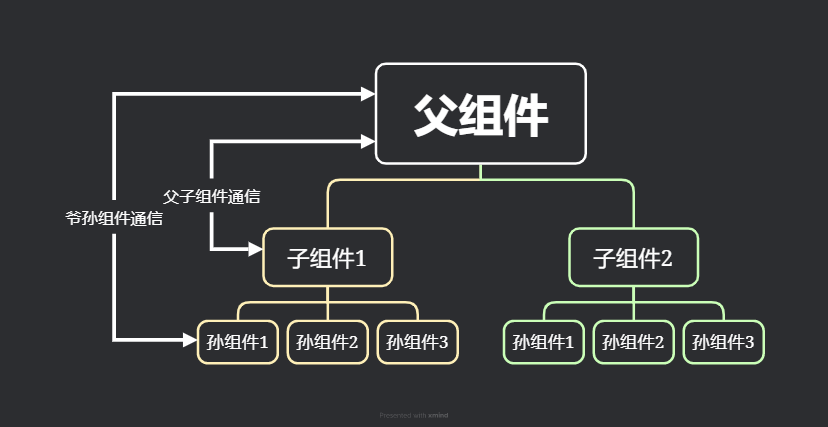 父组件
父子组件通信
爷孙组件通信
子组件1
子组件2
孙组件1
孙组件2
孙组件3
孙组件1
孙组件2
孙组件3
Presented with xmind